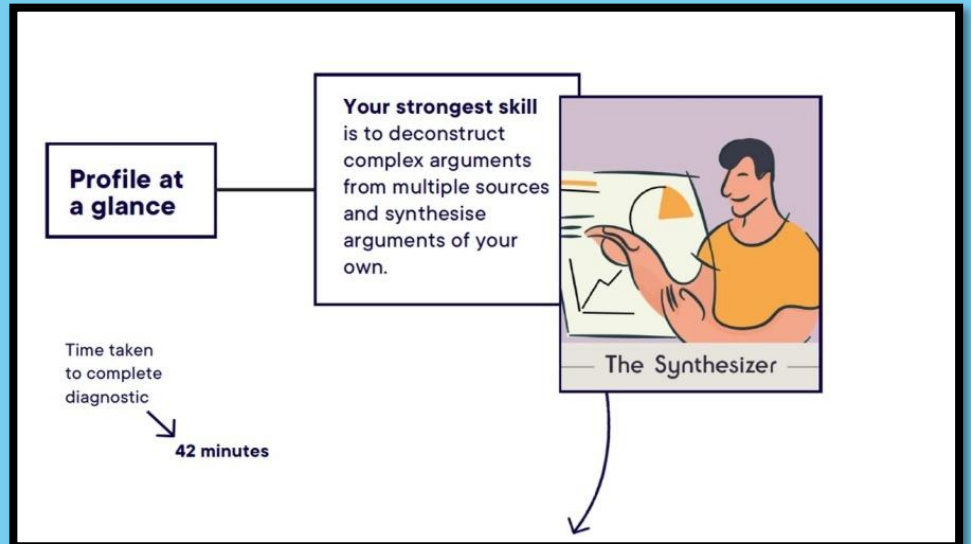 Profile at
a glance
Your strongest skill
is to deconstruct
complex arguments
from multiple sources
and synthesise
arguments of your
own.
The Synthesizer
Time taken
to complete
diagnostic
42 minutes